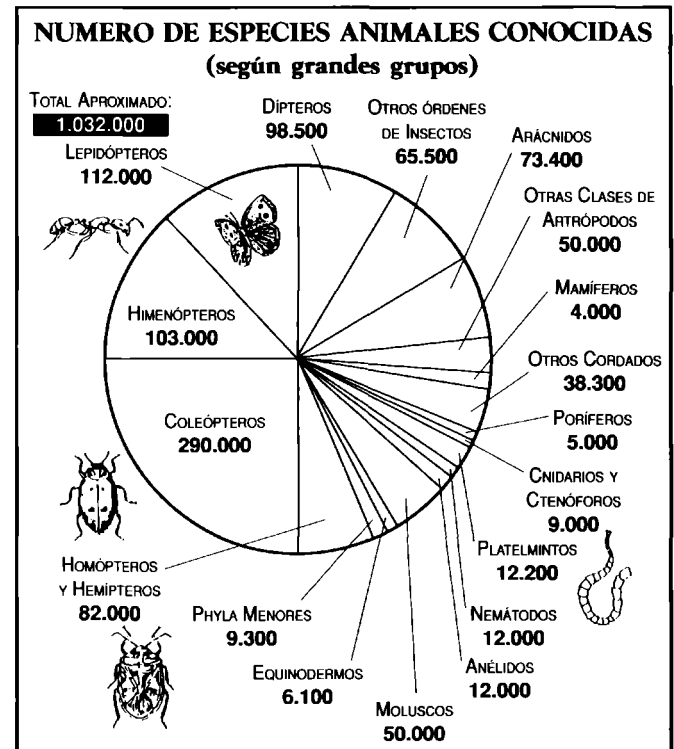 NUMERO DE ESPECIES ANIMALES CONOCIDAS
(según grandes grupos)
TOTAL APROXIMADO:
1.032.000
LEPIDÓPTEROS
112.000
DÍPTEROS
98.500
OTROS ÓRDENES
DE INSECTOS
65.500
ARÁCNIDOS
73.400
OTRAS CLASES DE
ARTRÓPODOS
50.000
MAMÍFEROS
4.000
OTROS CORDADOS
38.300
PORÍFEROS
5.000
CNIDARIOS Y
CTENÓFOROS
9.000
PLATELMINTOS
12.200
NEMÁTODOS
12.000
ANÉLIDOS
12.000
MOLUSCOS
50.000
EQUINODERMOS
6.100
PHYLA MENORES
9.300
HOMÓPTEROS
Y HEMÍPTEROS
82.000
COLEÓPTEROS
290.000
HIMENÓPTEROS
103.000